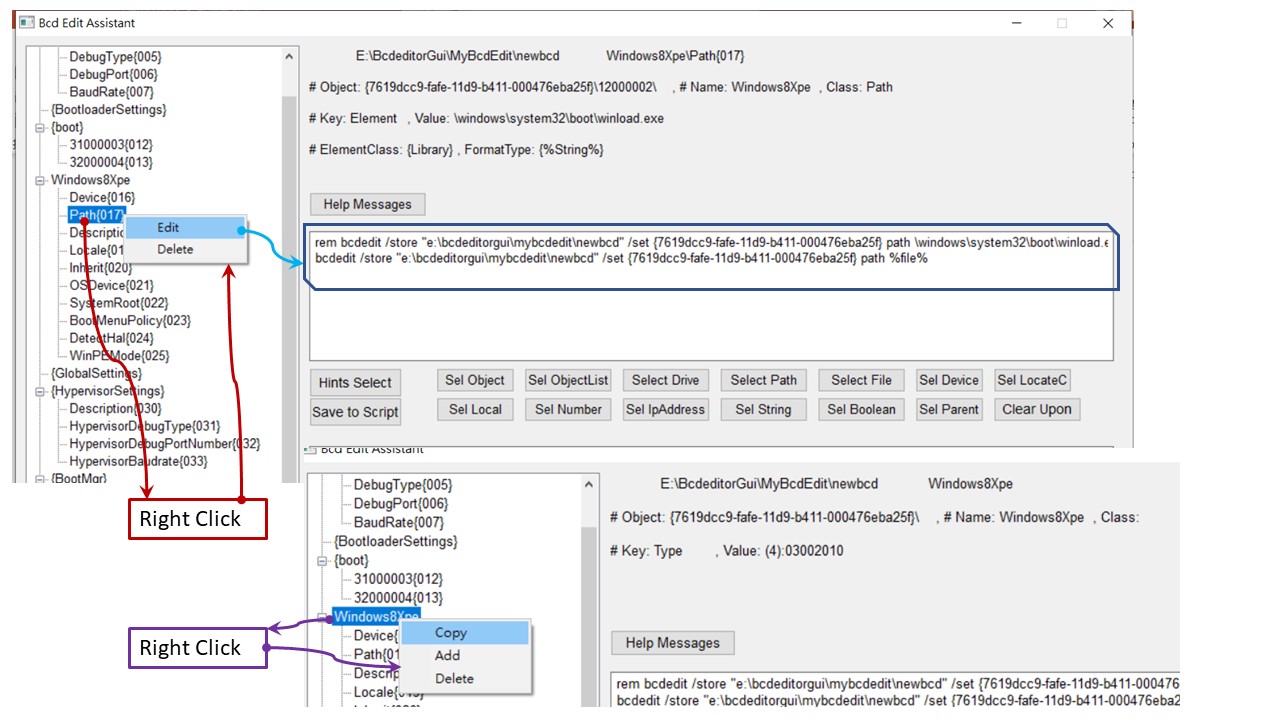 Bcd Edit Assistant
DebugType{005}
DebugPort{006}
BaudRate{007}
{BootloaderSettings}
{boot}
31000003{012}
32000004{013}
Windows8Xpe
Device{016}
Path{017}
Descriptic
Locale{01
Inherit{020}
OSDevice{021}
SystemRoot{022}
BootMenuPolicy{023}
DetectHal{024}
WinPEMode{025}
{GlobalSettings}
{HypervisorSettings}
Description{030}
HypervisorDebugType{031}
HypervisorDebugPortNumber{032}
HypervisorBaudrate{033}
{BootMgr}
Edit
Delete
E:\BcdeditorGui\MyBcdEdit\newbcd Windows8Xpe\Path{017}
# Object: {7619dcc9-fafe-11d9-b411-000476eba25f}\12000002\ , # Name: Windows8Xpe , Class: Path
# Key: Element , Value: \windows\system32\boot\winload.exe
# ElementClass: {Library} , FormatType: {%String%}
Help Messages
rem bcdedit /store "e:\bcdeditorgui\mybcdedit\newbcd" /set {7619dcc9-fafe-11d9-b411-000476eba25f} path \windows\system32\boot\winload.e
bcdedit /store "e:\bcdeditorgui\mybcdedit\newbcd" /set {7619dcc9-fafe-11d9-b411-000476eba25f} path %file%
Hints Select Sel Object Sel ObjectList Select Drive Select Path Select File Sel Device Sel LocateC
Save to Script Sel Local Sel Number Sel IpAddress Sel String Sel Boolean Sel Parent Clear Upon
Right Click
Bcd Edit Assistant
DebugType{005}
DebugPort{006}
BaudRate{007}
{BootloaderSettings}
{boot}
31000003{012}
32000004{013}
Windows8Xpe
Device{
Path{01
Descrip
Copy
Add
Delete
E:\BcdeditorGui\MyBcdEdit\newbcd Windows8Xpe
# Object: {7619dcc9-fafe-11d9-b411-000476eba25f}\ , # Name: Windows8Xpe , Class:
# Key: Type , Value: (4):03002010
Help Messages
rem bcdedit /store "e:\bcdeditorgui\mybcdedit\newbcd" /set {7619dcc9-fafe-11d9-b411-000476
bcdedit /store "e:\bcdeditorgui\mybcdedit\newbcd" /set {7619dcc9-fafe-11d9-b411-000476eba2
Right Click